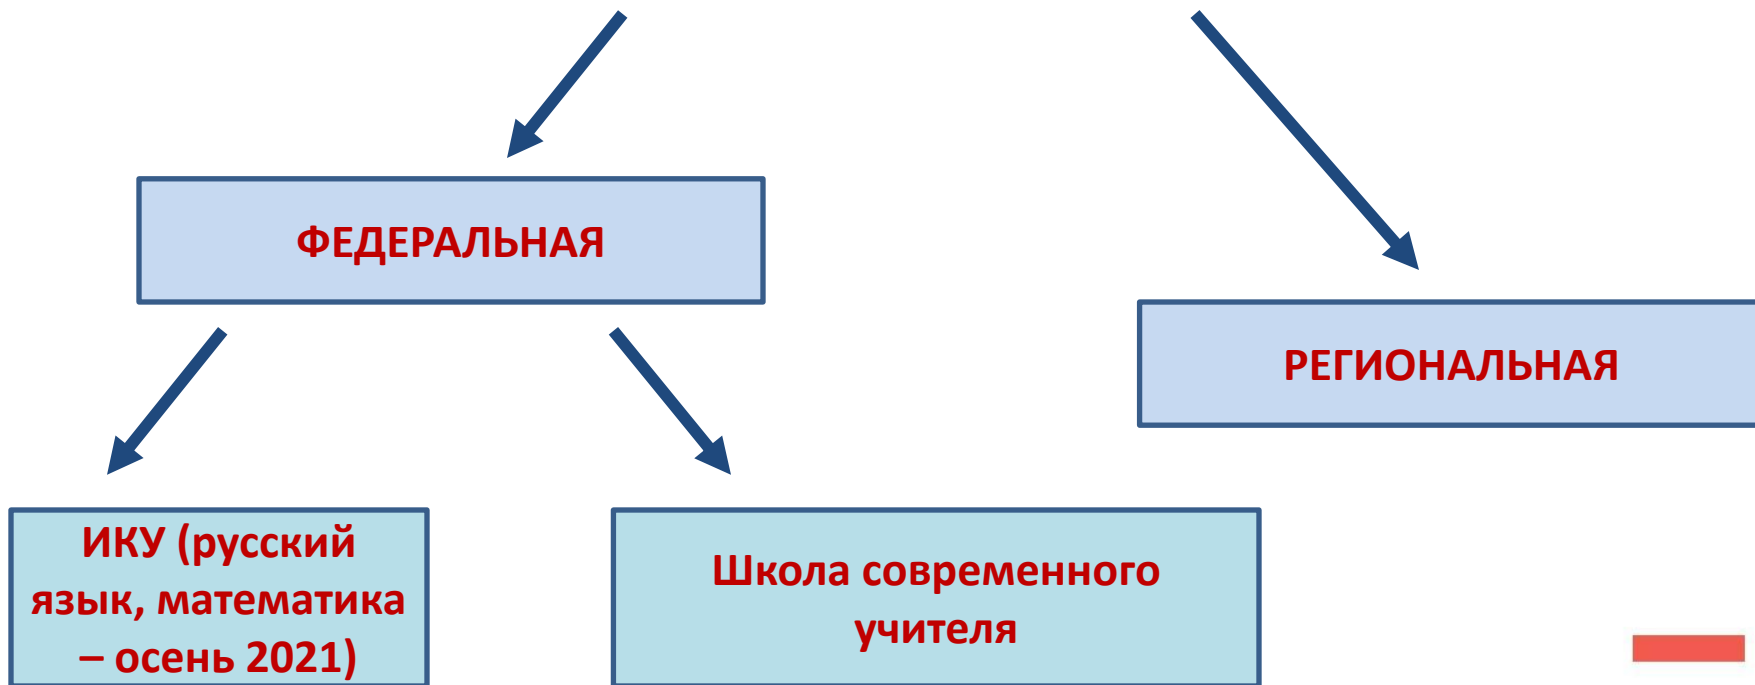 ФЕДЕРАЛЬНАЯ
РЕГИОНАЛЬНАЯ
ИКУ (русский
язык, математика
– осень 2021)
Школа современного
учителя